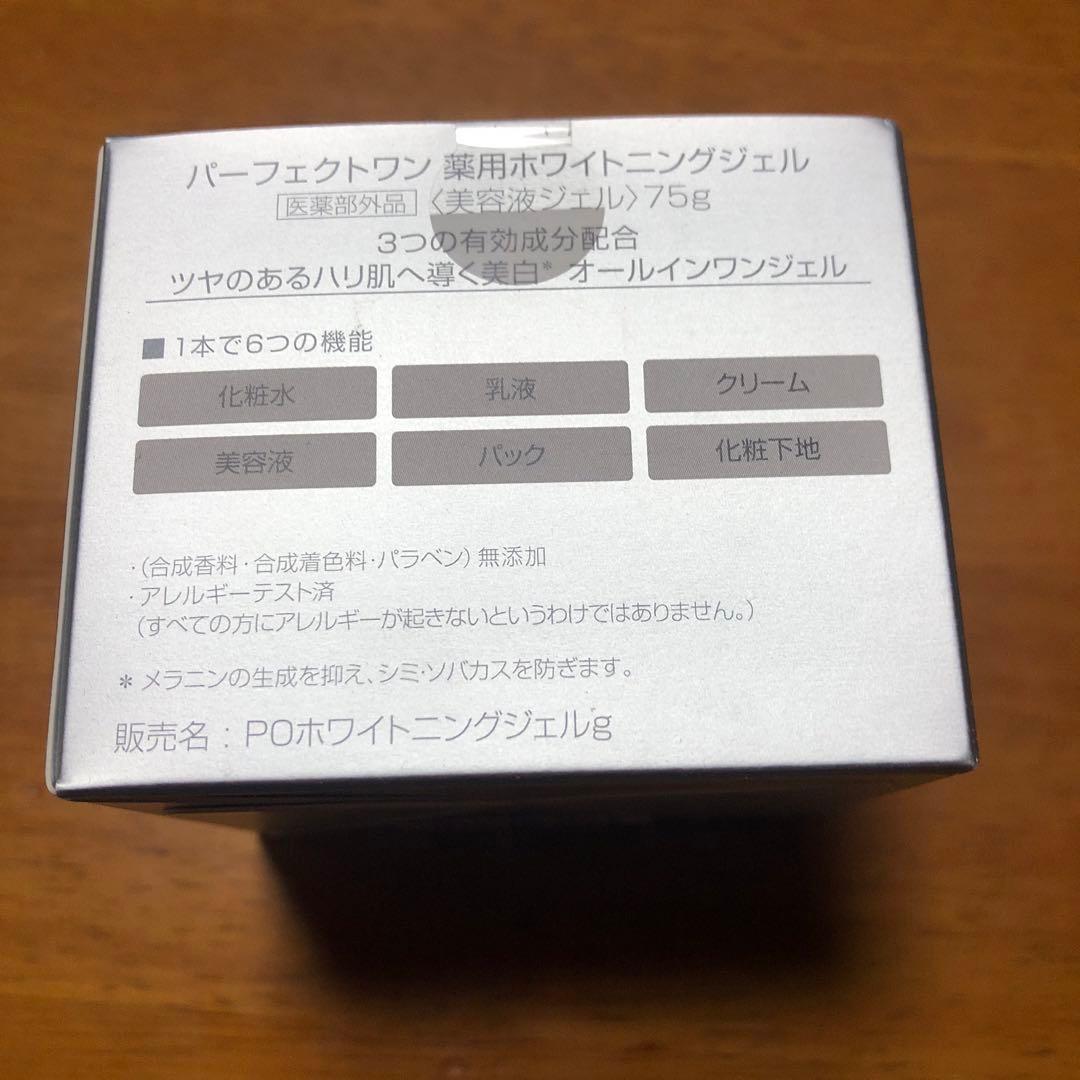 パーフェクトワン 薬用ホワイトニングジェル
医薬部外品 〈美容液ジェル〉75g
3つの有効成分配合
ツヤのあるハリ肌へ導く美白* オールインワンジェル
■ 1本で6つの機能
化粧水 乳液 クリーム
美容液 パック 化粧下地
・(合成香料・合成着色料・パラベン)無添加
・アレルギーテスト済
(すべての方にアレルギーが起きないというわけではありません。)
* メラニンの生成を抑え、シミ・ソバカスを防ぎます。
販売名：POホワイトニングジェルg